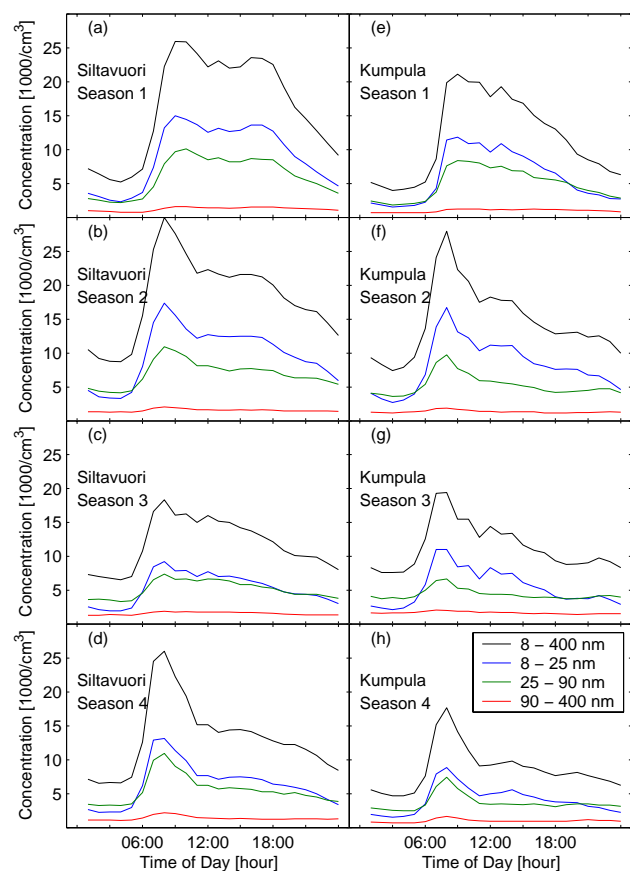 (a)
Siltavuori
Season 1
Concentration [1000/cm³]
25
20
15
10
5
(e)
Kumpula
Season 1
(b)
Siltavuori
Season 2
Concentration [1000/cm³]
25
20
15
10
5
(f)
Kumpula
Season 2
(c)
Siltavuori
Season 3
Concentration [1000/cm³]
25
20
15
10
5
(g)
Kumpula
Season 3
(d)
Siltavuori
Season 4
Concentration [1000/cm³]
25
20
15
10
5
(h)
Kumpula
Season 4
8 − 400 nm
8 − 25 nm
25 − 90 nm
90 − 400 nm
06:00 12:00 18:00
Time of Day [hour]
06:00 12:00 18:00
Time of Day [hour]